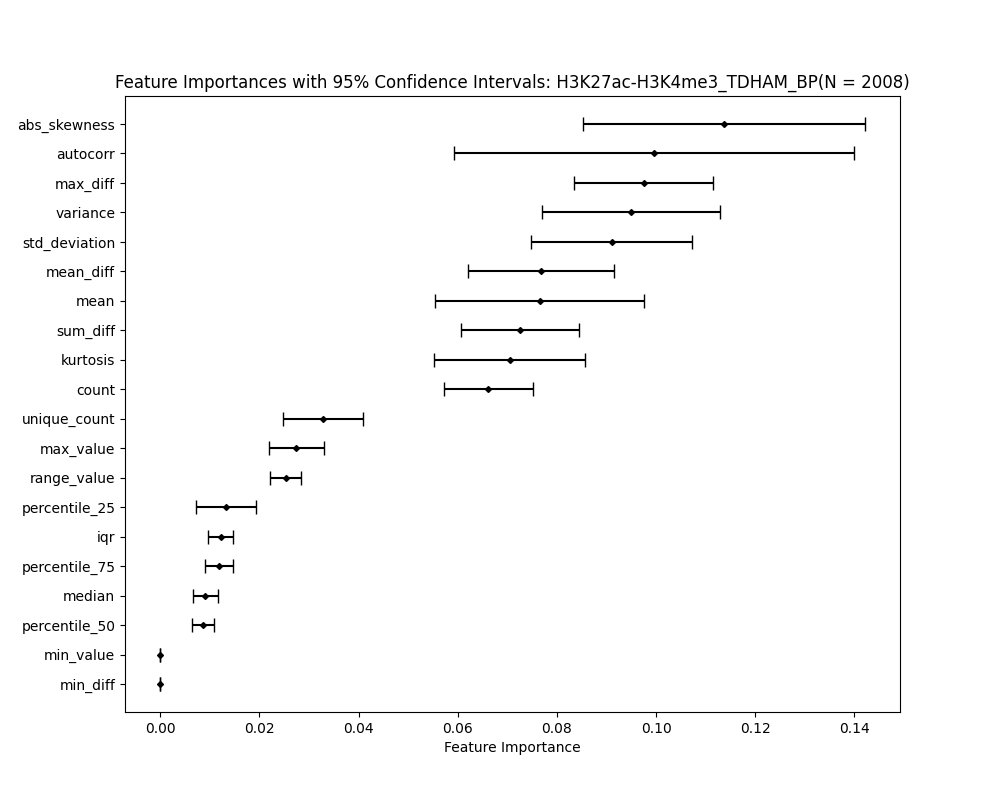 Feature Importances with 95% Confidence Intervals: H3K27ac-H3K4me3_TDHAM_BP(N = 2008)
abs_skewness
autocorr
max_diff
variance
std_deviation
mean_diff
mean
sum_diff
kurtosis
count
unique_count
max_value
range_value
percentile_25
iqr
percentile_75
median
percentile_50
min_value
min_diff
0.00 0.02 0.04 0.06 0.08 0.10 0.12 0.14
Feature Importance